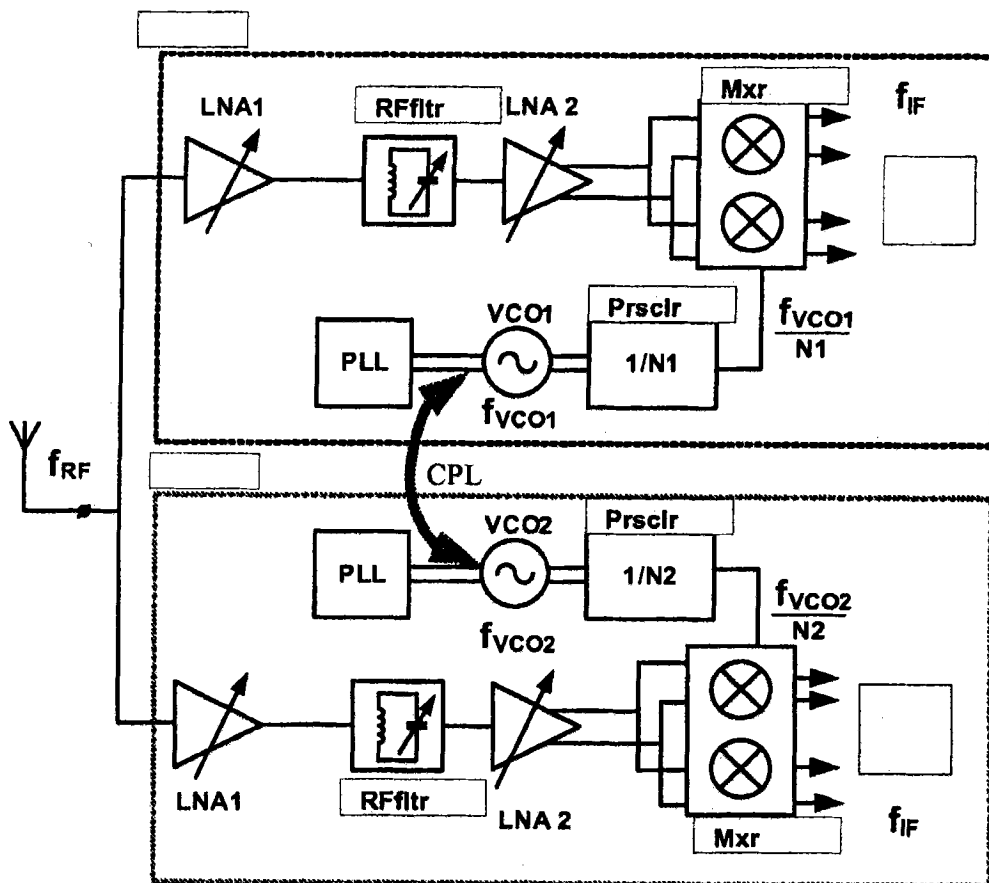 LNA1
RFfltr
LNA 2
Mxr
fIF
PLL
VCO1
fVCO1
Prsclr
1/N1
fVCO1
N1
fRF
CPL
PLL
VCO2
fVCO2
Prsclr
1/N2
fVCO2
N2
LNA1
RFfltr
LNA 2
Mxr
fIF